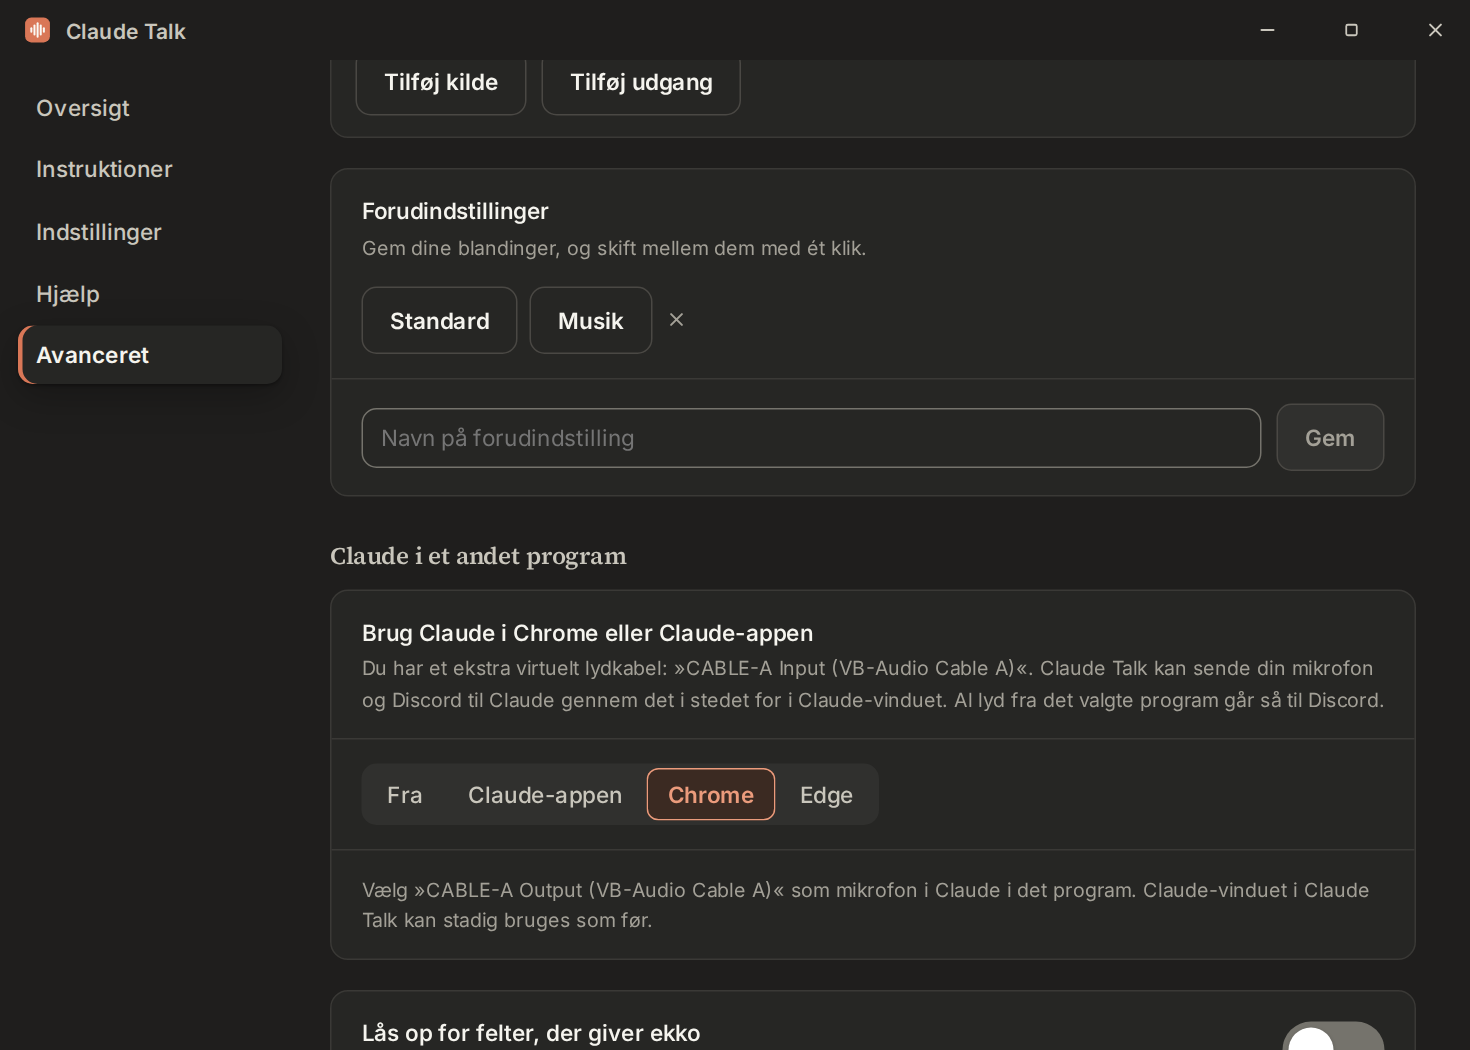 Claude Talk
Oversigt
Instruktioner
Indstillinger
Hjælp
Avanceret
Tilføj kilde
Tilføj udgang
Forudindstillinger
Gem dine blandinger, og skift mellem dem med ét klik.
Standard
Musik
Navn på forudindstilling
Gem
Claude i et andet program
Brug Claude i Chrome eller Claude-appen
Du har et ekstra virtuelt lydkabel: »CABLE-A Input (VB-Audio Cable A)«. Claude Talk kan sende din mikrofon
og Discord til Claude gennem det i stedet for i Claude-vinduet. Al lyd fra det valgte program går så til Discord.
Fra
Claude-appen
Chrome
Edge
Vælg »CABLE-A Output (VB-Audio Cable A)« som mikrofon i Claude i det program. Claude-vinduet i Claude
Talk kan stadig bruges som før.
Lås op for felter, der giver ekko